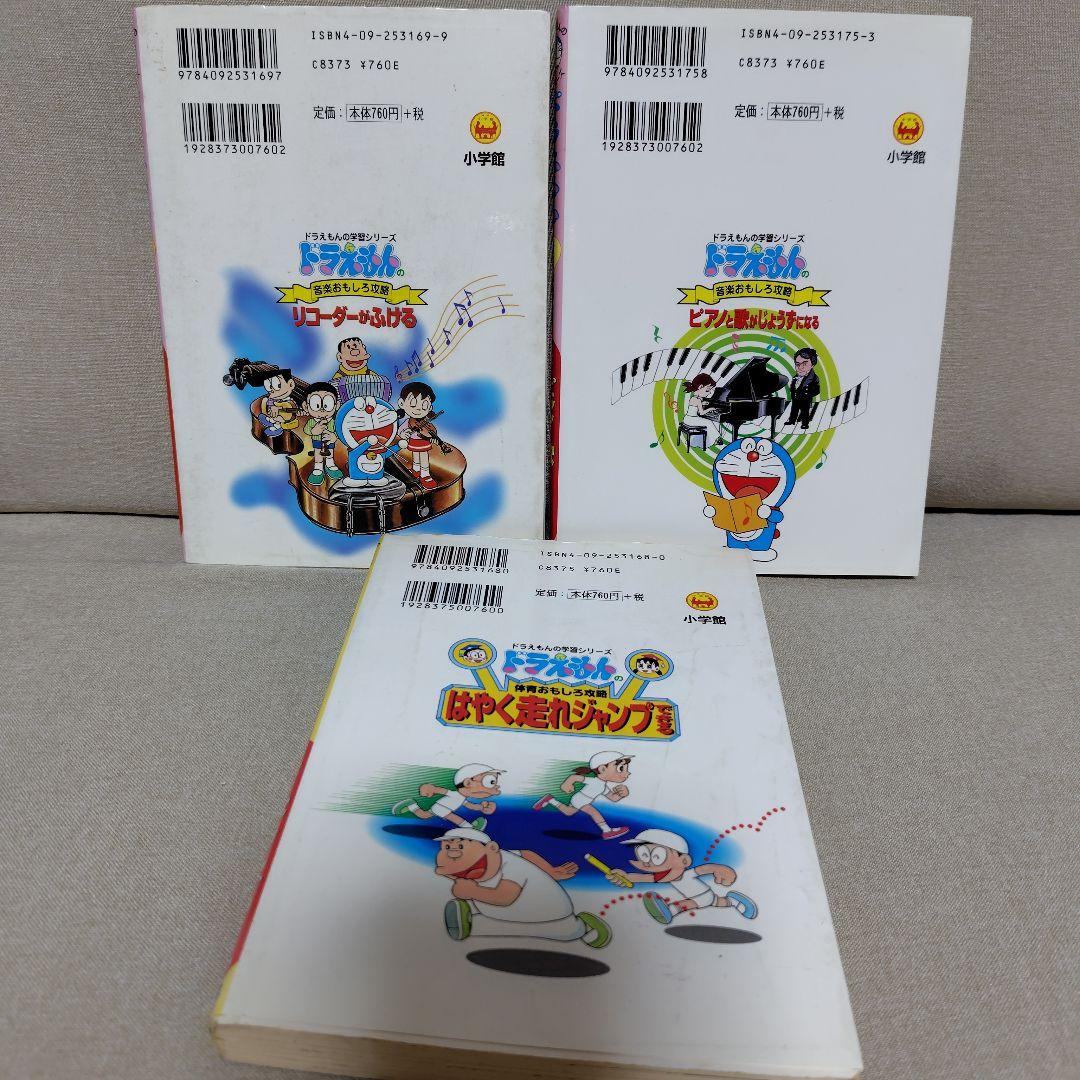 ISBN4-09-253169-9
9784092531697
C8373 ¥760E
定価：本体760円+税
1928373007602
小学館
ドラえもんの学習シリーズ
ドラえもんの
音楽おもしろ攻略
リコーダーがふける
ISBN4-09-253175-3
9784092531758
C8373 ¥760E
定価：本体760円+税
1928373007602
小学館
ドラえもんの学習シリーズ
ドラえもんの
音楽おもしろ攻略
ピアノと歌がじょうずになる
ISBN4-09-253168-0
9784092531680
C8375 ¥760E
定価：本体760円+税
1928375007600
小学館
ドラえもんの学習シリーズ
ドラえもんの
体育おもしろ攻略
はやく走れジャンプできる